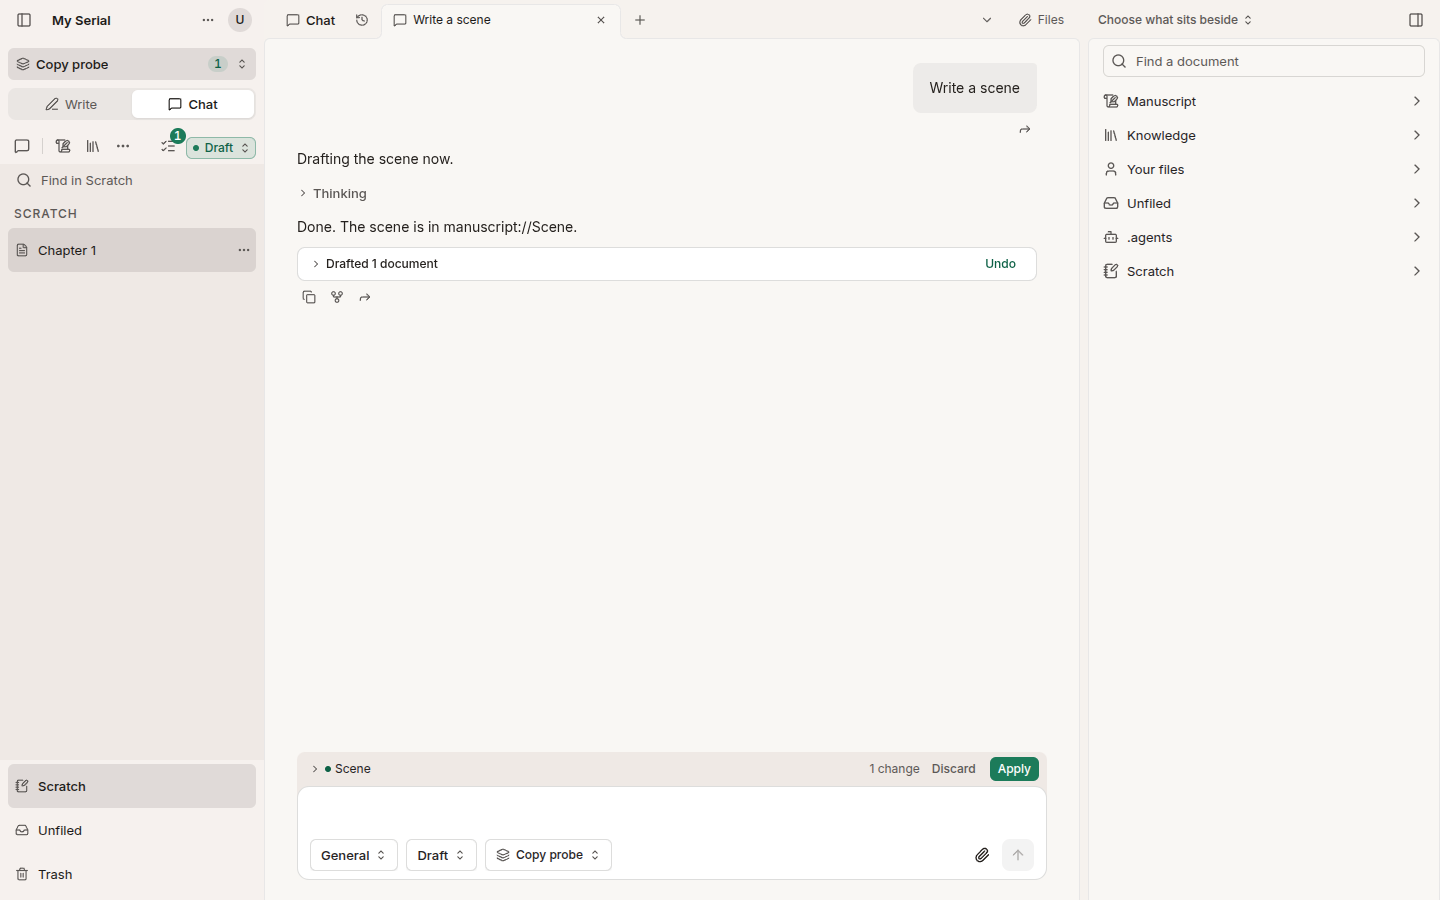 My Serial
U
Copy probe
1
Write
Chat
1
Draft
Find in Scratch
SCRATCH
Chapter 1
Scratch
Unfiled
Trash
Chat
Write a scene
Files
Write a scene
Drafting the scene now.
Thinking
Done. The scene is in manuscript://Scene.
Drafted 1 document
Undo
Scene
1 change
Discard
Apply
General
Draft
Copy probe
Choose what sits beside
Find a document
Manuscript
Knowledge
Your files
Unfiled
.agents
Scratch